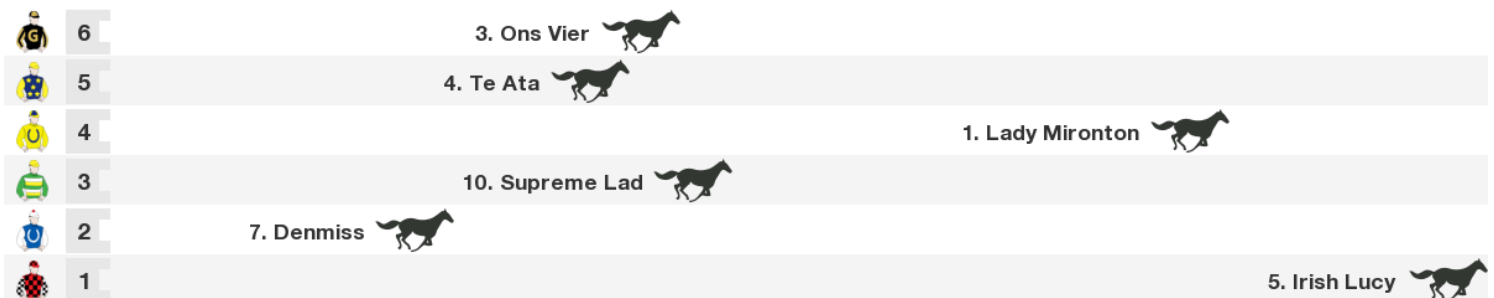 6 3. Ons Vier
5 4. Te Ata
4 1. Lady Mironton
3 10. Supreme Lad
2 7. Denmiss
1 5. Irish Lucy